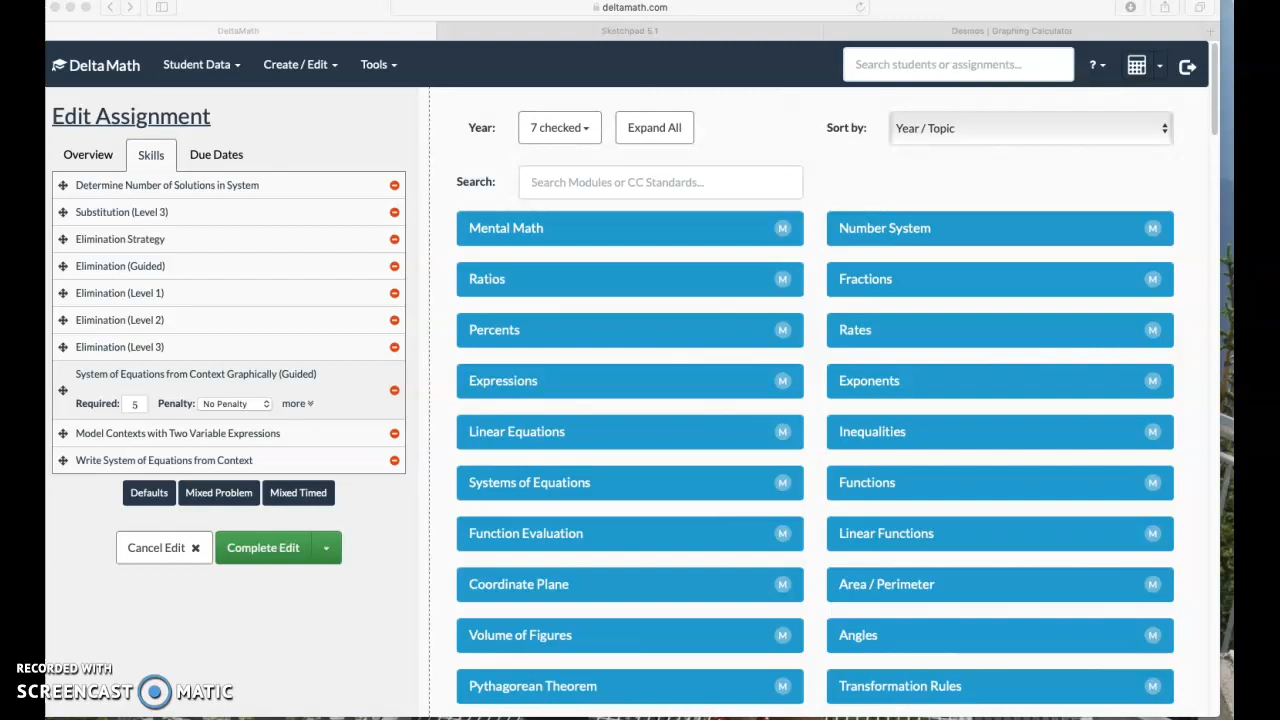 deltamath.com
DeltaMath
Sketchpad 5.1
Desmos | Graphing Calculator
DeltaMath
Student Data
Create / Edit
Tools
Search students or assignments...
?
Edit Assignment
Overview
Skills
Due Dates
Determine Number of Solutions in System
Substitution (Level 3)
Elimination Strategy
Elimination (Guided)
Elimination (Level 1)
Elimination (Level 2)
Elimination (Level 3)
System of Equations from Context Graphically (Guided)
Required: 5 Penalty: No Penalty more
Model Contexts with Two Variable Expressions
Write System of Equations from Context
Defaults
Mixed Problem
Mixed Timed
Cancel Edit
Complete Edit
Year: 7 checked
Expand All
Sort by: Year / Topic
Search: Search Modules or CC Standards...
Mental Math M
Number System M
Ratios M
Fractions M
Percents M
Rates M
Expressions M
Exponents M
Linear Equations M
Inequalities M
Systems of Equations M
Functions M
Function Evaluation M
Linear Functions M
Coordinate Plane M
Area / Perimeter M
Volume of Figures M
Angles M
Pythagorean Theorem M
Transformation Rules M
RECORDED WITH
SCREENCAST MATIC